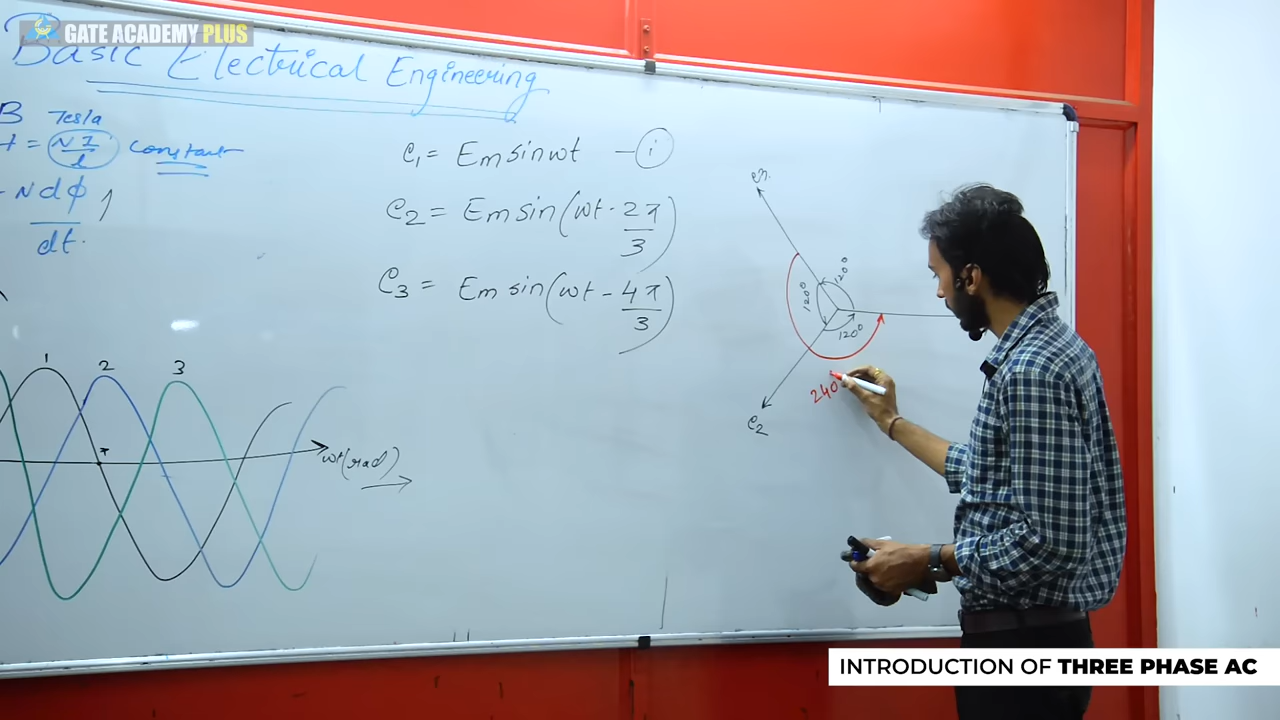 GATE ACADEMY PLUS
Basic Electrical Engineering
B Tesla
= NI/l constant
- N dϕ/dt.
e₁ = Em sin wt - (i)
e₂ = Em sin(wt - 2π/3)
e₃ = Em sin(wt - 4π/3)
120°
120°
120°
240
e₂
1 2 3
π
wt(rad)
INTRODUCTION OF THREE PHASE AC